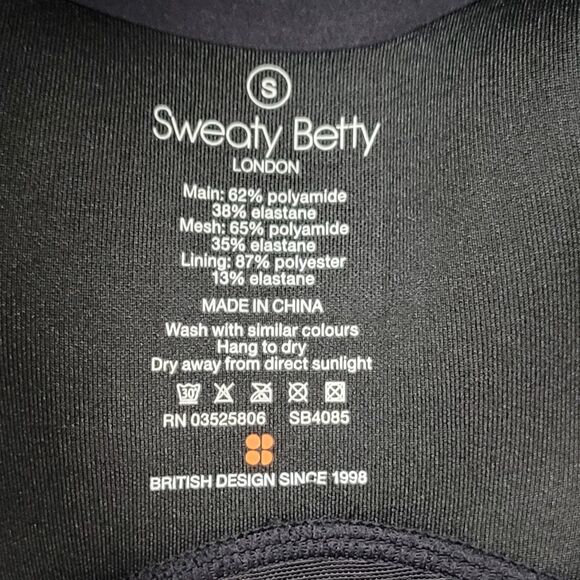 S
Sweaty Betty
LONDON
Main: 62% polyamide
38% elastane
Mesh: 65% polyamide
35% elastane
Lining: 87% polyester
13% elastane
MADE IN CHINA
Wash with similar colours
Hang to dry
Dry away from direct sunlight
30
RN 03525806 SB4085
BRITISH DESIGN SINCE 1998